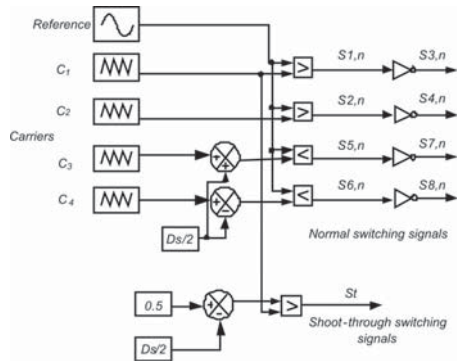 Reference
S1,n
S3,n
C1
>
S2,n
S4,n
C2
>
Carriers
S5,n
S7,n
C3
+
+
<
S6,n
S8,n
C4
+
−
<
Ds/2
Normal switching signals
St
0.5
+
−
>
Shoot-through switching
signals
Ds/2